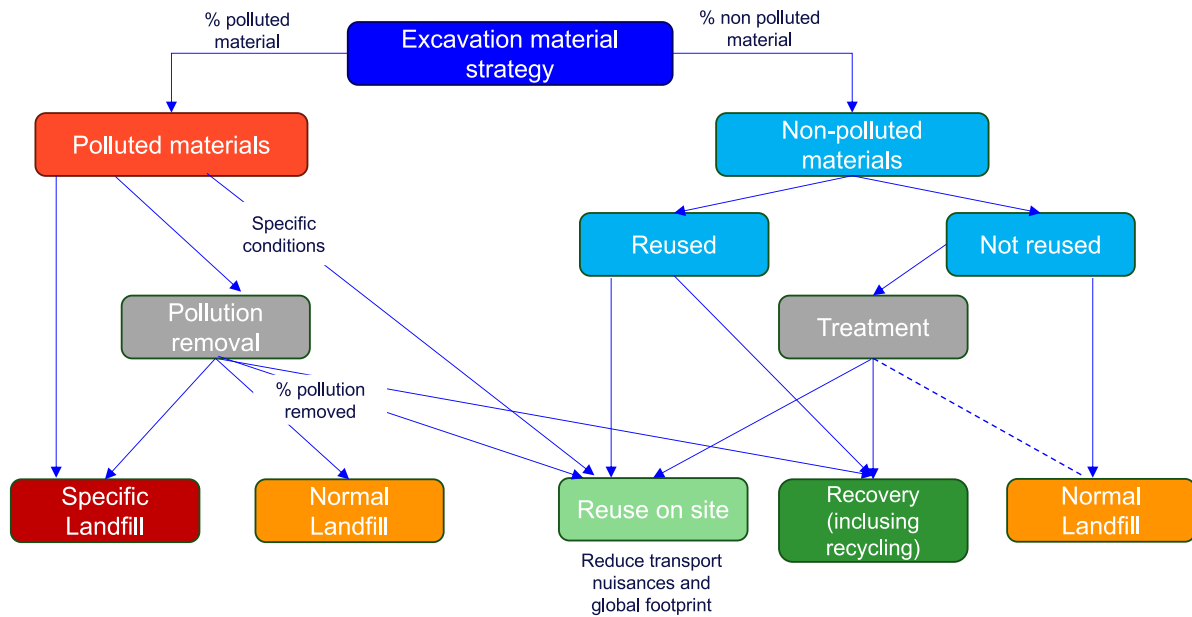 % polluted
material
Excavation material
strategy
% non polluted
material
Polluted materials
Non-polluted
materials
Specific
conditions
Reused
Not reused
Pollution
removal
Treatment
% pollution
removed
Specific
Landfill
Normal
Landfill
Reuse on site
Recovery
(inclusing
recycling)
Normal
Landfill
Reduce transport
nuisances and
global footprint